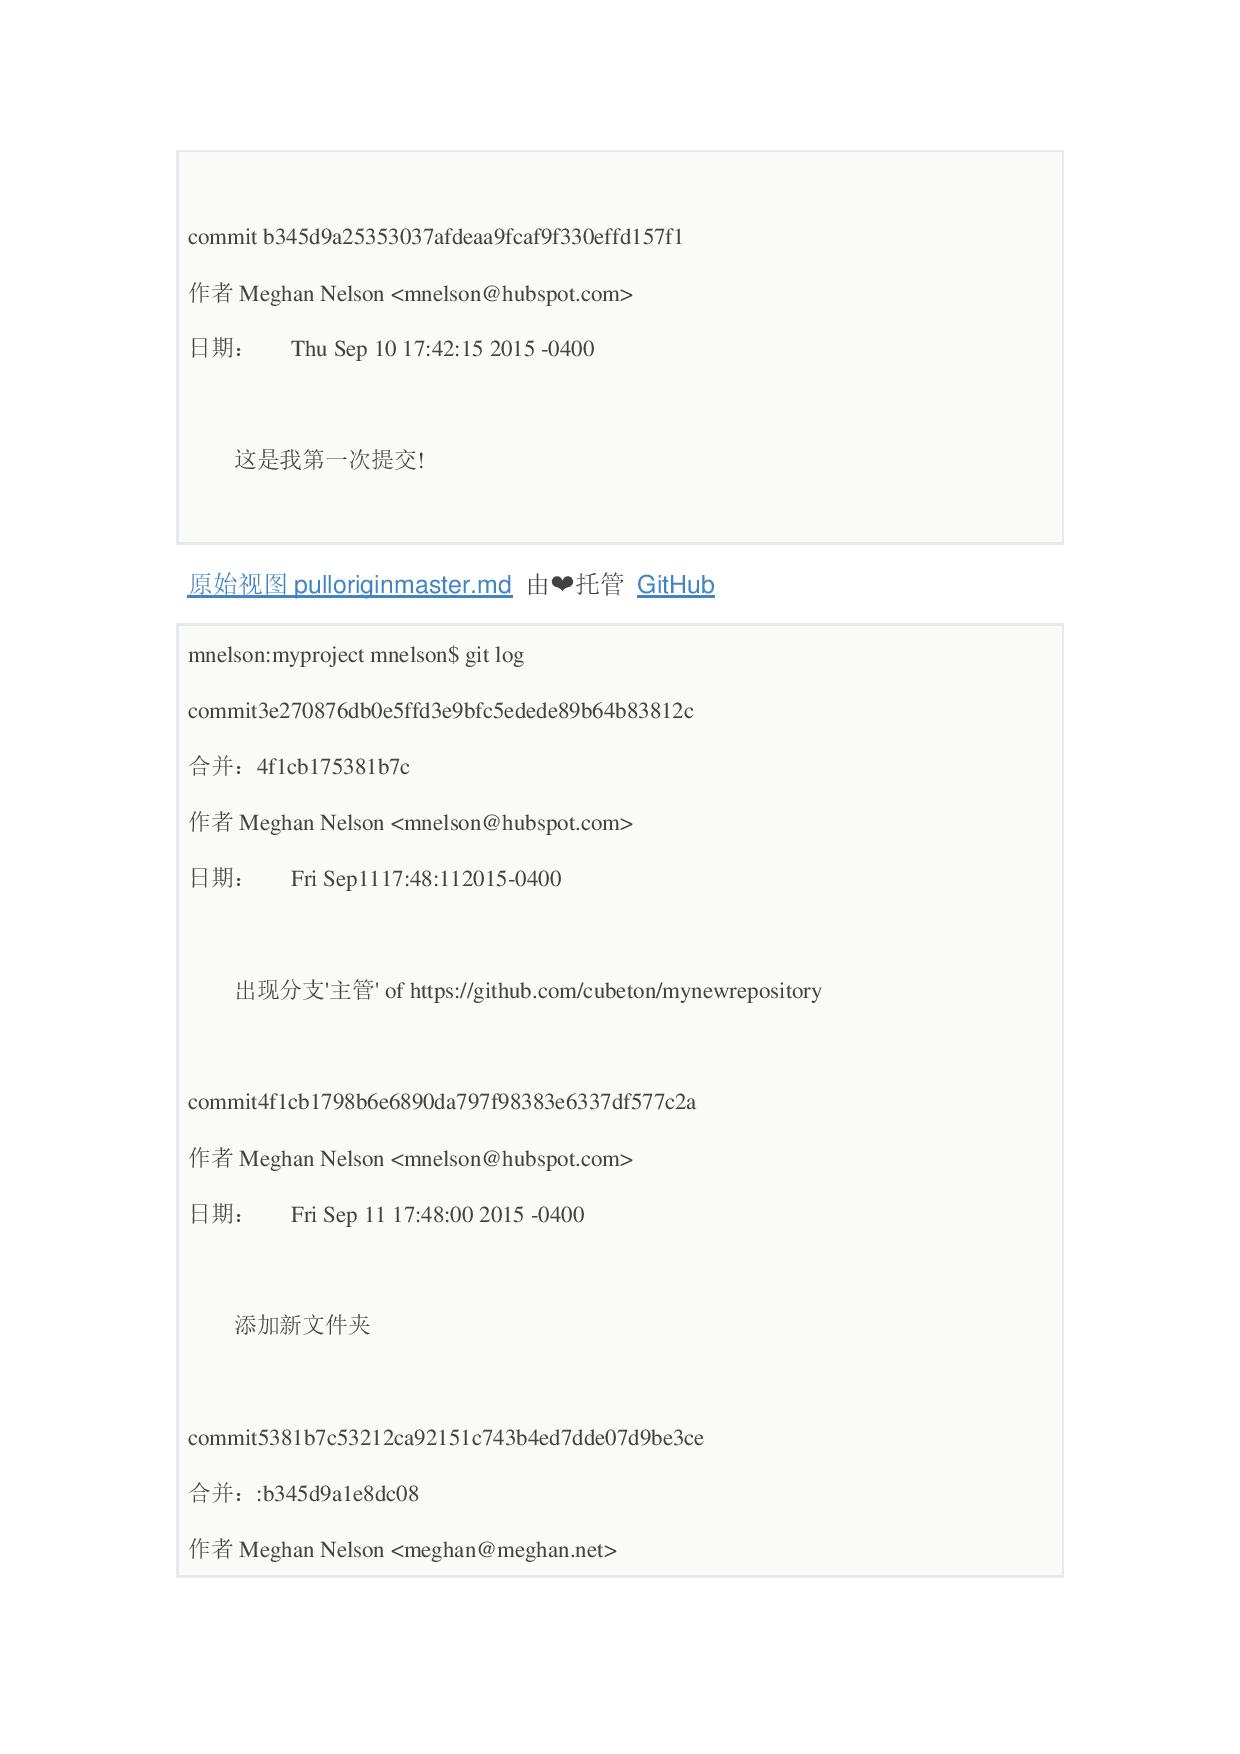 commit b345d9a25353037afdeaa9fcaf9f330effd157f1
作者 Meghan Nelson <mnelson@hubspot.com>
日期： Thu Sep 10 17:42:15 2015 -0400
这是我第一次提交!
原始视图 pulloriginmaster.md 由❤托管 GitHub
mnelson:myproject mnelson$ git log
commit3e270876db0e5ffd3e9bfc5edede89b64b83812c
合并：4f1cb175381b7c
作者 Meghan Nelson <mnelson@hubspot.com>
日期： Fri Sep1117:48:112015-0400
出现分支'主管' of https://github.com/cubeton/mynewrepository
commit4f1cb1798b6e6890da797f98383e6337df577c2a
作者 Meghan Nelson <mnelson@hubspot.com>
日期： Fri Sep 11 17:48:00 2015 -0400
添加新文件夹
commit5381b7c53212ca92151c743b4ed7dde07d9be3ce
合并：:b345d9a1e8dc08
作者 Meghan Nelson <meghan@meghan.net>